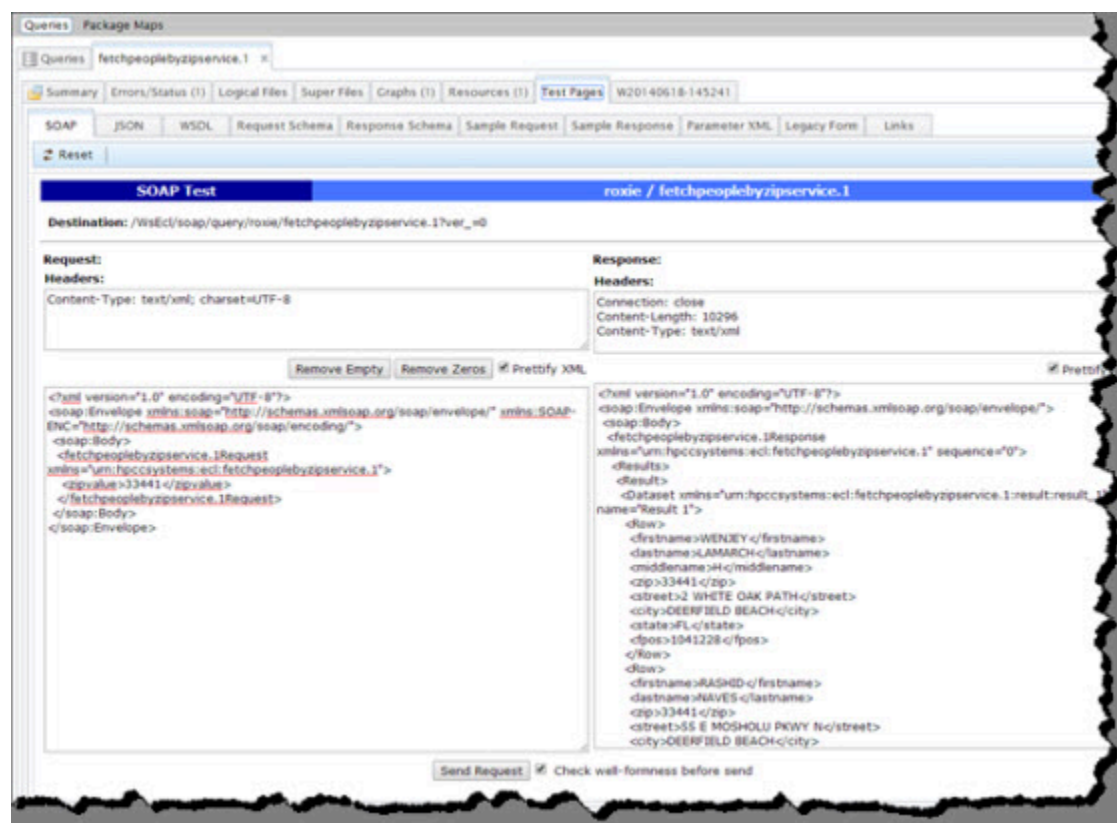 Queries Package Maps
Queries fetchpeoplebyzipservice.1 ×
Summary Errors/Status (1) Logical Files Super Files Graphs (1) Resources (1) Test Pages W20140618-145241
SOAP JSON WSDL Request Schema Response Schema Sample Request Sample Response Parameter XML Legacy Form Links
Reset
SOAP Test roxie / fetchpeoplebyzipservice.1
Destination: /WsEcl/soap/query/roxie/fetchpeoplebyzipservice.1?ver_=0
Request:
Headers:
Content-Type: text/xml; charset=UTF-8
Remove Empty Remove Zeros Prettify XML
<?xml version="1.0" encoding="UTF-8"?>
<soap:Envelope xmlns:soap="http://schemas.xmlsoap.org/soap/envelope/" xmlns:SOAP-
ENC="http://schemas.xmlsoap.org/soap/encoding/">
<soap:Body>
<fetchpeoplebyzipservice.1Request
xmlns="urn:hpccsystems:ecl:fetchpeoplebyzipservice.1">
<zipvalue>33441</zipvalue>
</fetchpeoplebyzipservice.1Request>
</soap:Body>
</soap:Envelope>
Response:
Headers:
Connection: close
Content-Length: 10296
Content-Type: text/xml
Prettify
<?xml version="1.0" encoding="UTF-8"?>
<soap:Envelope xmlns:soap="http://schemas.xmlsoap.org/soap/envelope/">
<soap:Body>
<fetchpeoplebyzipservice.1Response
xmlns="urn:hpccsystems:ecl:fetchpeoplebyzipservice.1" sequence="0">
<Results>
<Result>
<Dataset xmlns="urn:hpccsystems:ecl:fetchpeoplebyzipservice.1:result:result_1
name="Result 1">
<Row>
<firstname>WENJEY</firstname>
<lastname>LAMARCH</lastname>
<middlename>H</middlename>
<zip>33441</zip>
<street>2 WHITE OAK PATH</street>
<city>DEERFIELD BEACH</city>
<state>FL</state>
<fpos>1041228</fpos>
</Row>
<Row>
<firstname>RASHID</firstname>
<lastname>NAVES</lastname>
<zip>33441</zip>
<street>55 E MOSHOLU PKWY N</street>
<city>DEERFIELD BEACH</city>
Send Request Check well-formness before send